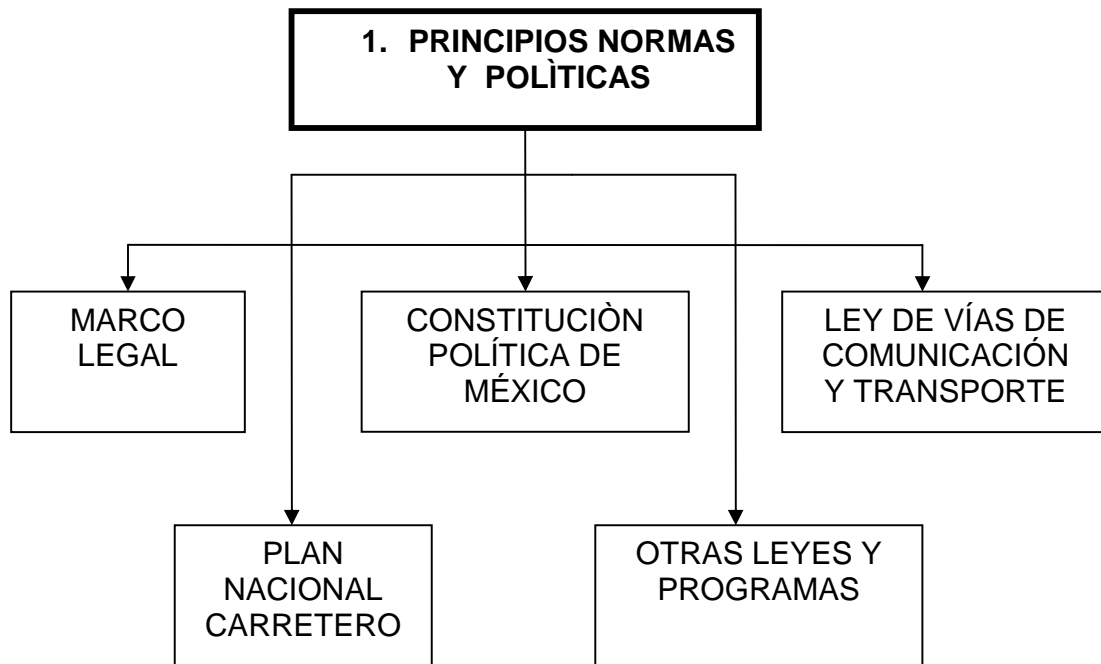 1. PRINCIPIOS NORMAS
Y POLÌTICAS
MARCO
LEGAL
CONSTITUCIÒN
POLÍTICA DE
MÉXICO
LEY DE VÍAS DE
COMUNICACIÓN
Y TRANSPORTE
PLAN
NACIONAL
CARRETERO
OTRAS LEYES Y
PROGRAMAS